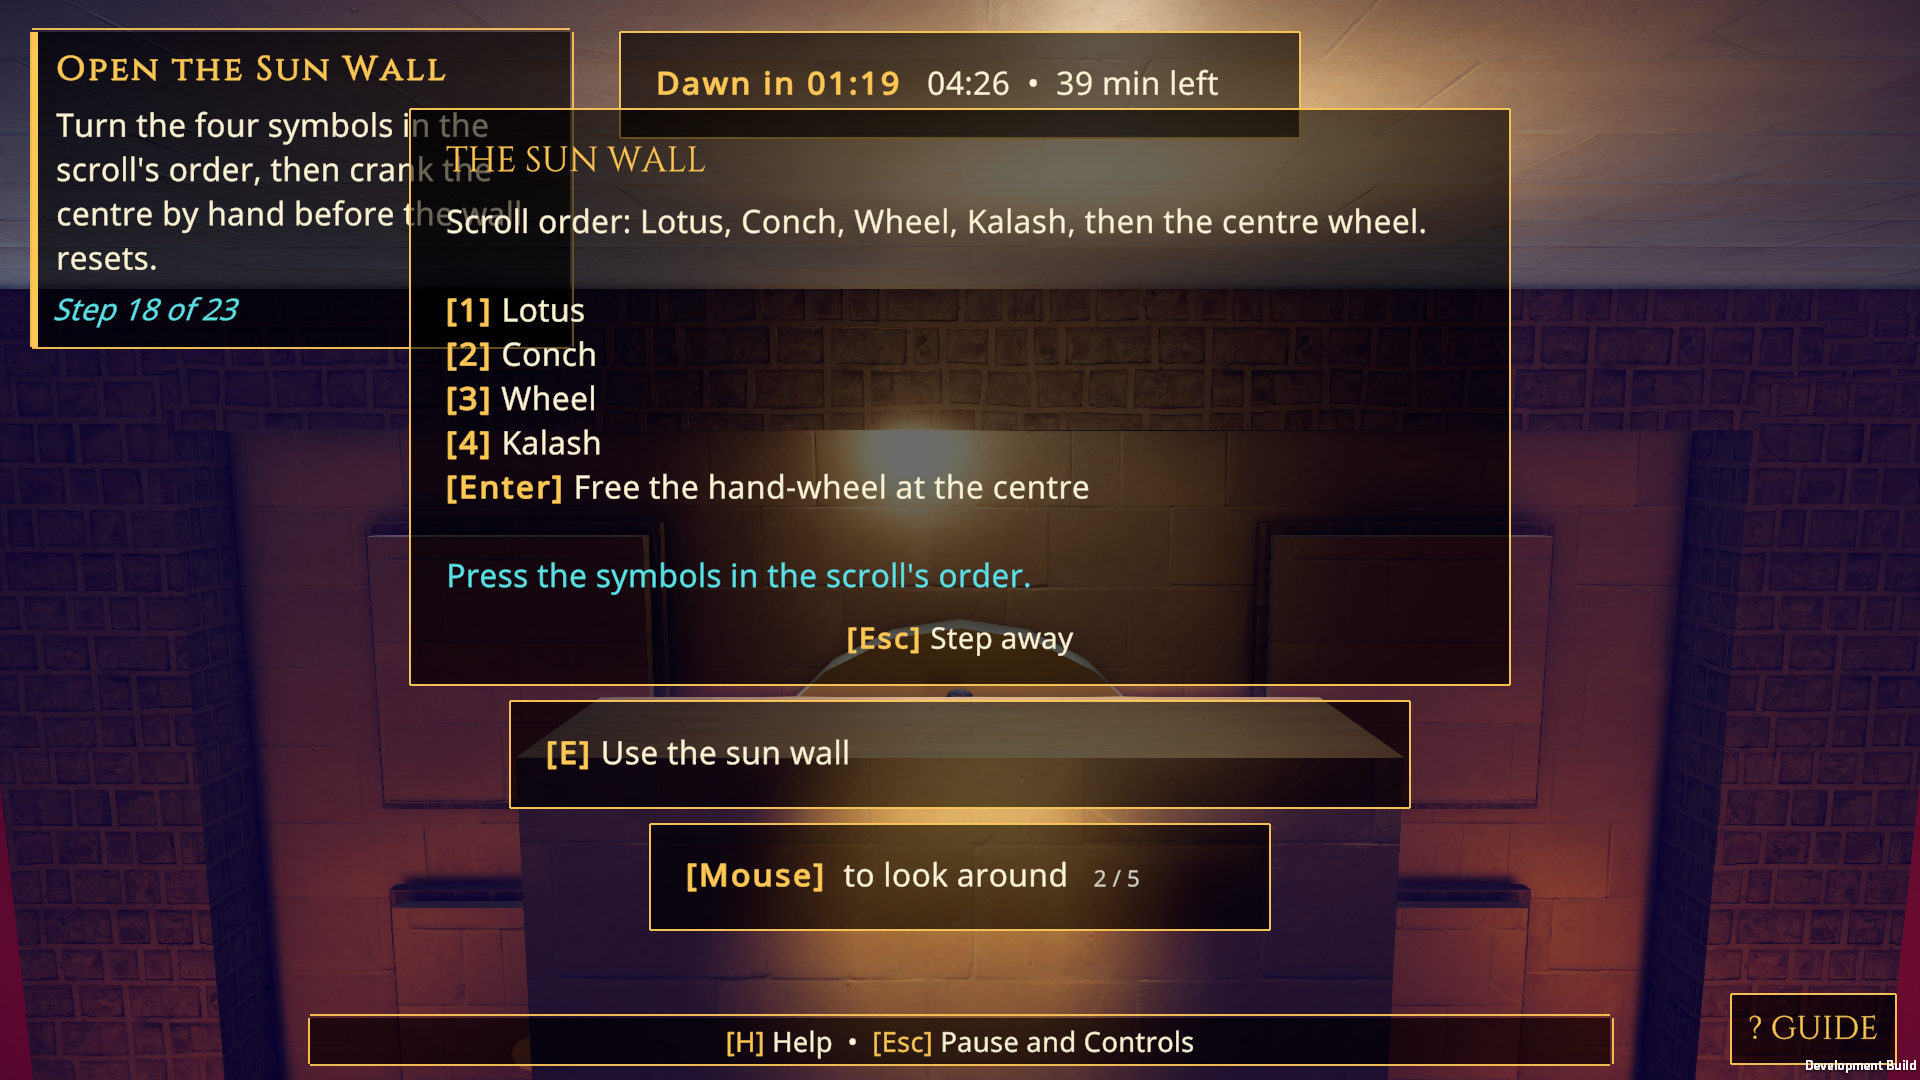 OPEN THE SUN WALL
Turn the four symbols in the
scroll's order, then crank the
centre by hand before the wall
resets.
Step 18 of 23
Dawn in 01:19 04:26 • 39 min left
THE SUN WALL
Scroll order: Lotus, Conch, Wheel, Kalash, then the centre wheel.
[1] Lotus
[2] Conch
[3] Wheel
[4] Kalash
[Enter] Free the hand-wheel at the centre
Press the symbols in the scroll's order.
[Esc] Step away
[E] Use the sun wall
[Mouse] to look around 2 / 5
[H] Help • [Esc] Pause and Controls
? GUIDE
Development Build